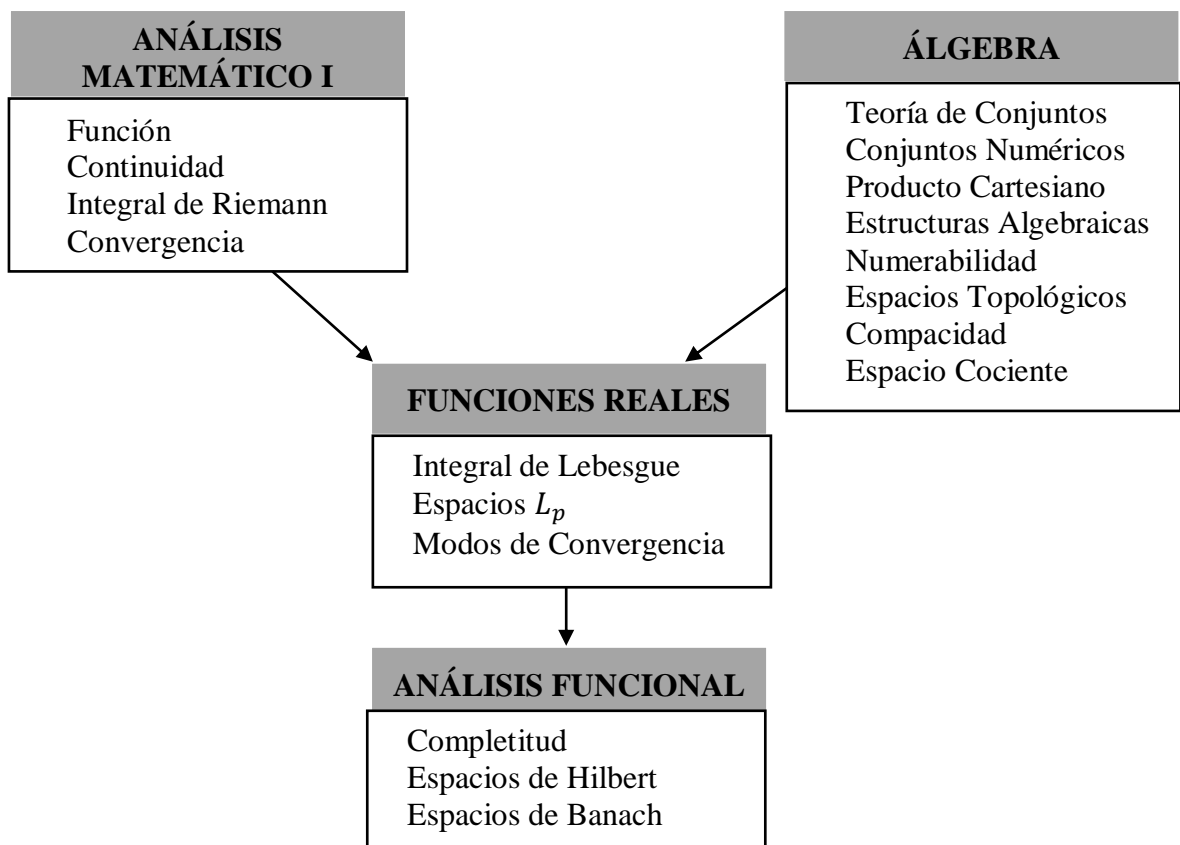 ANÁLISIS
MATEMÁTICO I
Función
Continuidad
Integral de Riemann
Convergencia
ÁLGEBRA
Teoría de Conjuntos
Conjuntos Numéricos
Producto Cartesiano
Estructuras Algebraicas
Numerabilidad
Espacios Topológicos
Compacidad
Espacio Cociente
FUNCIONES REALES
Integral de Lebesgue
Espacios 𝐿𝑝
Modos de Convergencia
ANÁLISIS FUNCIONAL
Completitud
Espacios de Hilbert
Espacios de Banach